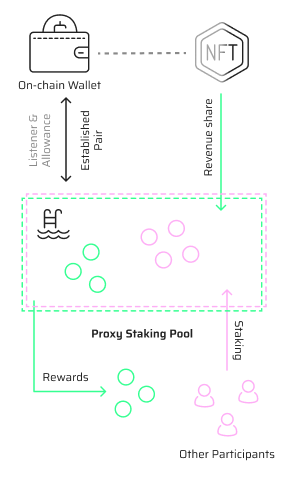 NFT
On-chain Wallet
Listener &
Allowance
Established
Pair
Revenue share
Proxy Staking Pool
Staking
Rewards
Other Participants